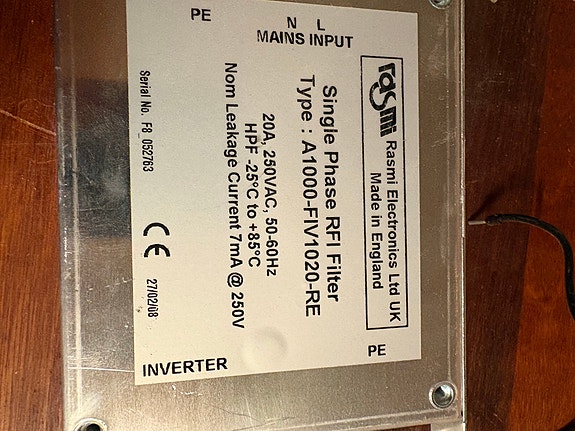 PE
N L
MAINS INPUT
rasmi
Rasmi Electronics Ltd UK
Made in England
Single Phase RFI Filter
Type : A1000-FIV1020-RE
20A, 250VAC, 50-60Hz
HPF -25°C to +85°C
Nom Leakage Current 7mA @ 250V
Serial No. F8_052763
CE
27/02/08
PE
INVERTER